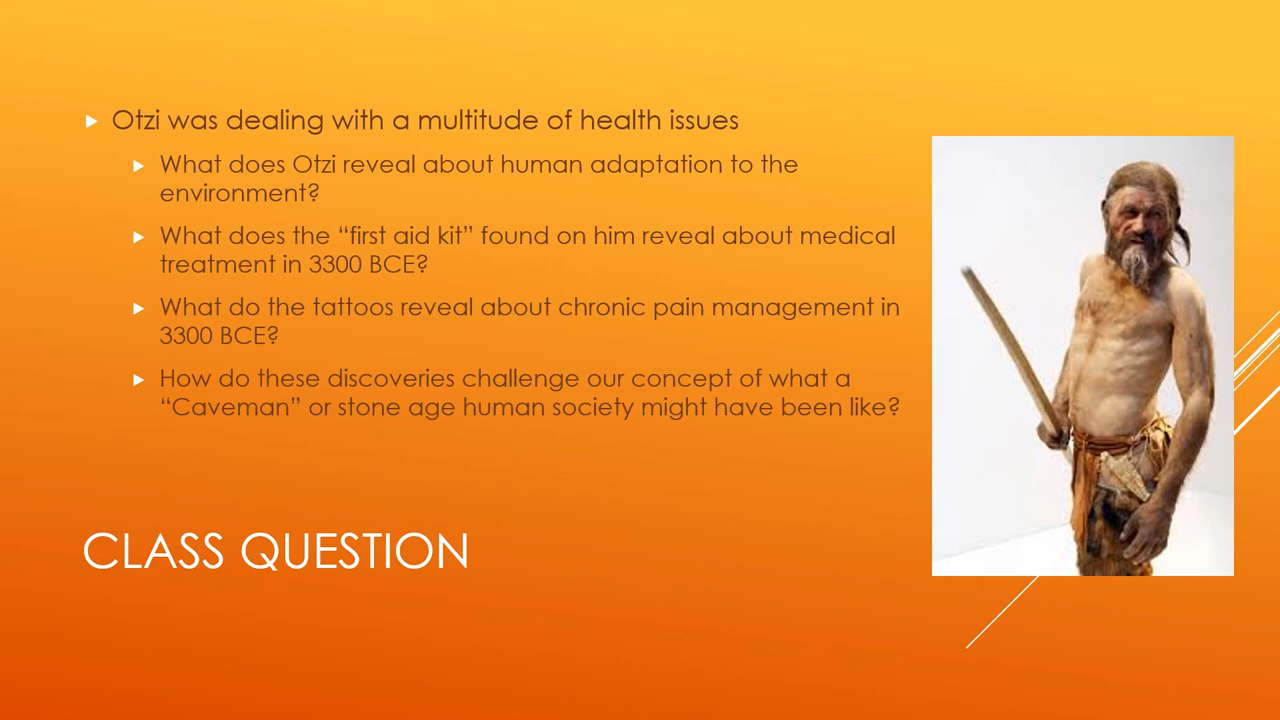 Otzi was dealing with a multitude of health issues
What does Otzi reveal about human adaptation to the
environment?
What does the “first aid kit” found on him reveal about medical
treatment in 3300 BCE?
What do the tattoos reveal about chronic pain management in
3300 BCE?
How do these discoveries challenge our concept of what a
“Caveman” or stone age human society might have been like?
CLASS QUESTION